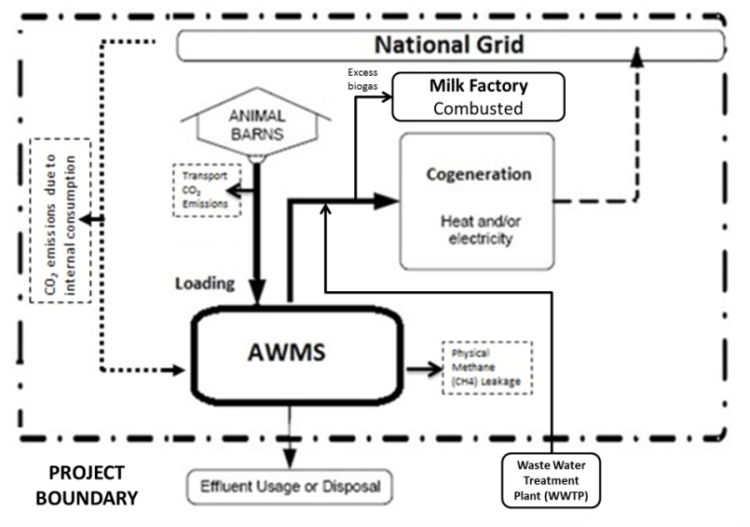 National Grid
Excess
biogas
Milk Factory
Combusted
ANIMAL
BARNS
Transport
CO₂
Emissions
Cogeneration
Heat and/or
electricity
CO₂ emissions due to
internal consumption
Loading
AWMS
Physical
Methane
(CH4) Leakage
PROJECT
BOUNDARY
Effluent Usage or Disposal
Waste Water
Treatment
Plant (WWTP)